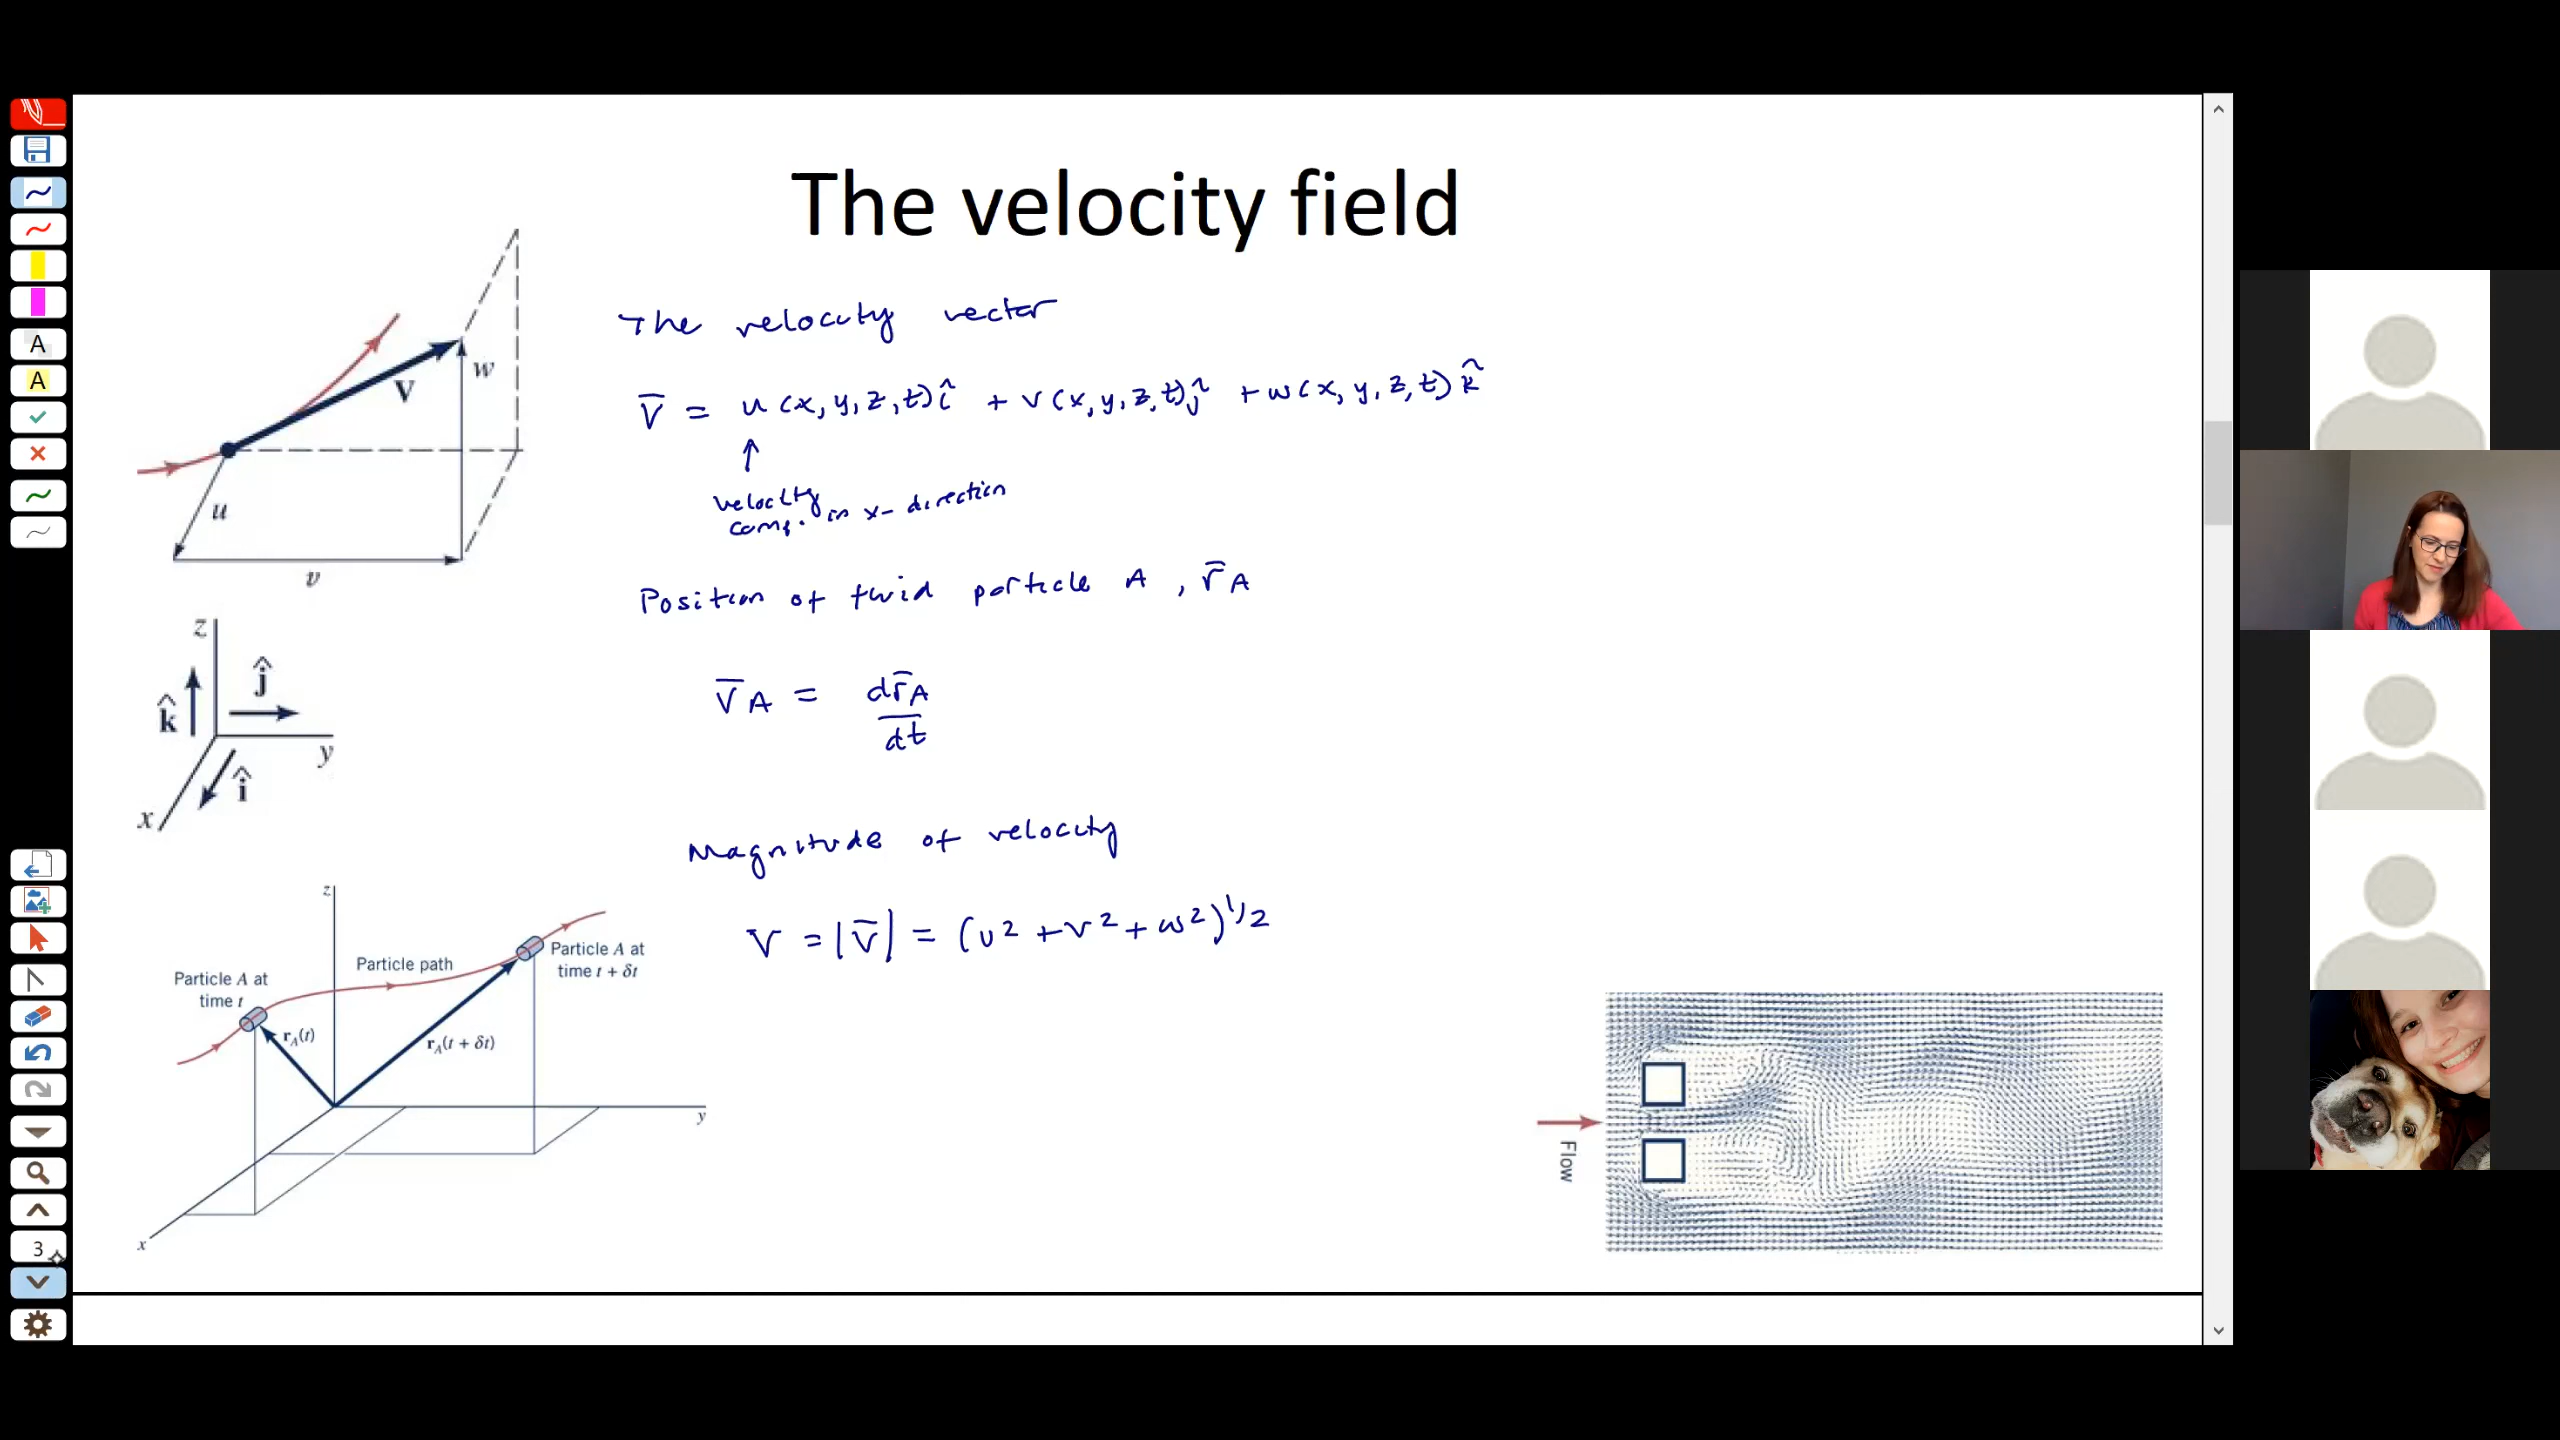 The velocity field
The velocity vector
V̄ = u(x,y,z,t)î + v(x,y,z,t)ĵ + w(x,y,z,t)k̂
↑
velocity
comp. in x-direction
Position of fluid particle A, r̄A
V̄A = dr̄A
dt
Magnitude of velocity
V = |V̄| = (u² + v² + w²)^1/2
V
w
u
v
z
ĵ
k̂
y
î
x
z
Particle A at
time t + δt
Particle path
Particle A at
time t
rA(t)
rA(t + δt)
y
x
Flow
A
A
3